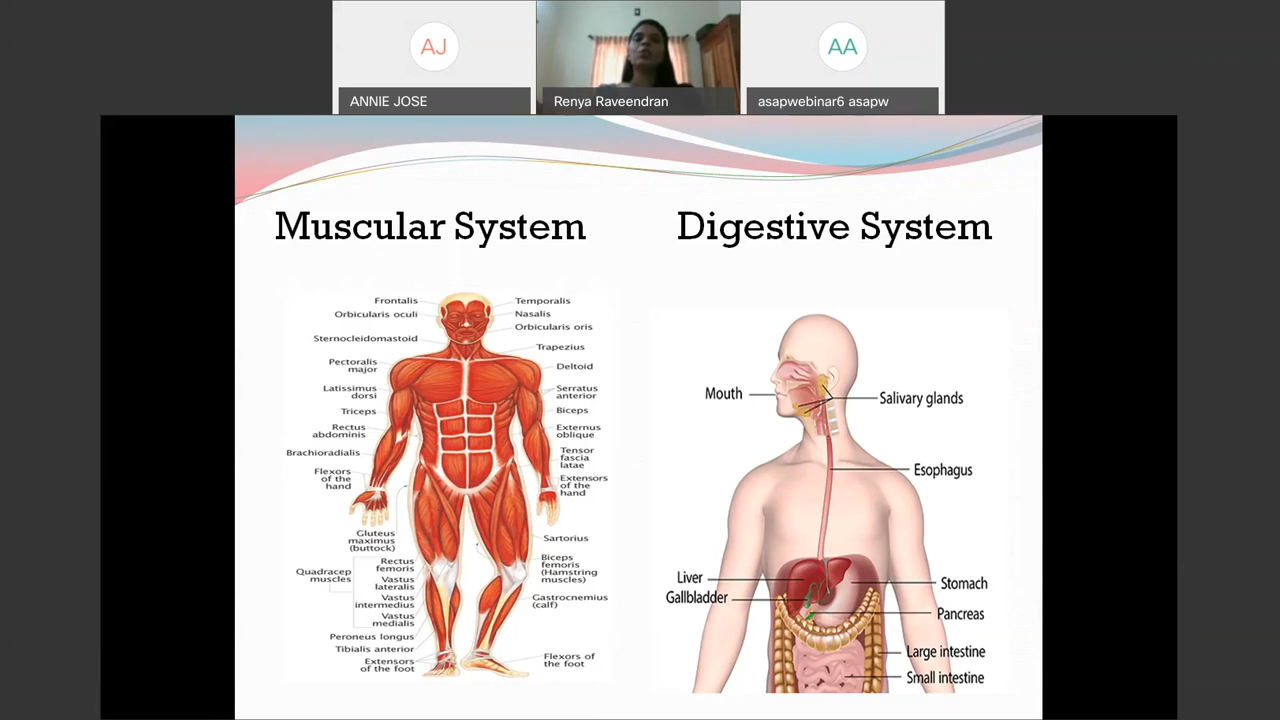 AJ
AA
ANNIE JOSE
Renya Raveendran
asapwebinar6 asapw
Muscular System
Digestive System
Frontalis
Orbicularis oculi
Sternocleidomastoid
Pectoralis
major
Latissimus
dorsi
Triceps
Rectus
abdominis
Brachioradialis
Flexors
of the
hand
Gluteus
maximus
(buttock)
Quadracep
muscles
Rectus
femoris
Vastus
lateralis
Vastus
intermedius
Vastus
medialis
Peroneus longus
Tibialis anterior
Extensors
of the foot
Temporalis
Nasalis
Orbicularis oris
Trapezius
Deltoid
Serratus
anterior
Biceps
Externus
oblique
Tensor
fascia
latae
Extensors
of the
hand
Sartorius
Biceps
femoris
(Hamstring
muscles)
Gastrocnemius
(calf)
Flexors of
the foot
Mouth
Salivary glands
Esophagus
Liver
Gallbladder
Stomach
Pancreas
Large intestine
Small intestine